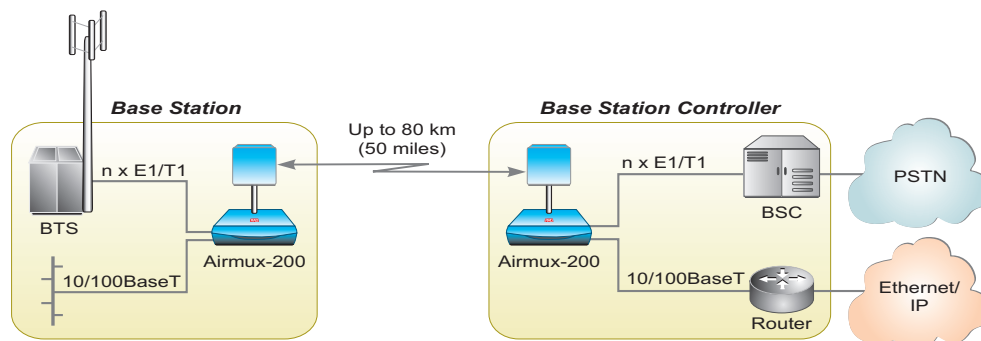 Base Station
Base Station Controller
Up to 80 km
(50 miles)
n x E1/T1
BTS
Airmux-200
10/100BaseT
n x E1/T1
BSC
PSTN
Airmux-200
10/100BaseT
Router
Ethernet/
IP